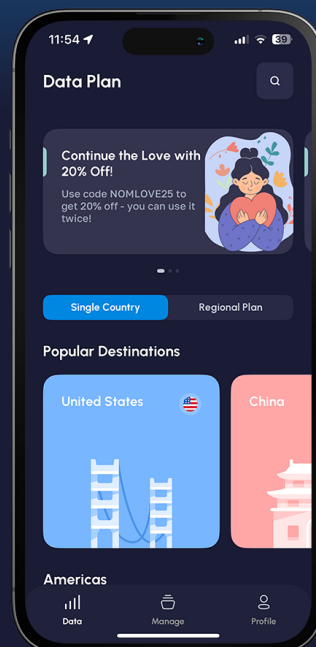 11:54
39
Data Plan
Continue the Love with
20% Off!
Use code NOMLOVE25 to
get 20% off - you can use it
twice!
Single Country
Regional Plan
Popular Destinations
United States
China
Americas
Data
Manage
Profile